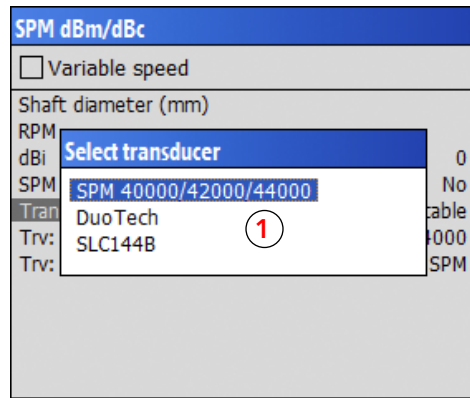 SPM dBm/dBc
Variable speed
Shaft diameter (mm)
RPM
dBi 0
SPM No
Tran table
Trv: 4000
Trv: SPM
Select transducer
SPM 40000/42000/44000
DuoTech
SLC144B
1